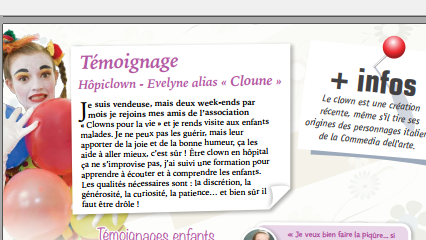 Témoignage
Hôpiclown - Evelyne alias « Cloune »
Je suis vendeuse, mais deux week-ends par
mois je rejoins mes amis de l'association
« Clowns pour la vie » et je rends visite aux enfants
malades. Je ne peux pas les guérir, mais leur
apporter de la joie et de la bonne humeur, ça les
aide à aller mieux, c'est sûr ! Être clown en hôpital
ça ne s'improvise pas, j'ai suivi une formation pour
apprendre à écouter et à comprendre les enfants.
Les qualités nécessaires sont : la discrétion, la
générosité, la curiosité, la patience... et bien sûr il
faut être drôle !
+ infos
Le clown est une création
récente, même s'il tire ses
origines des personnages italiens
de la Commedia dell'arte.
Témoignages enfants
« Je veux bien faire la piqûre... si